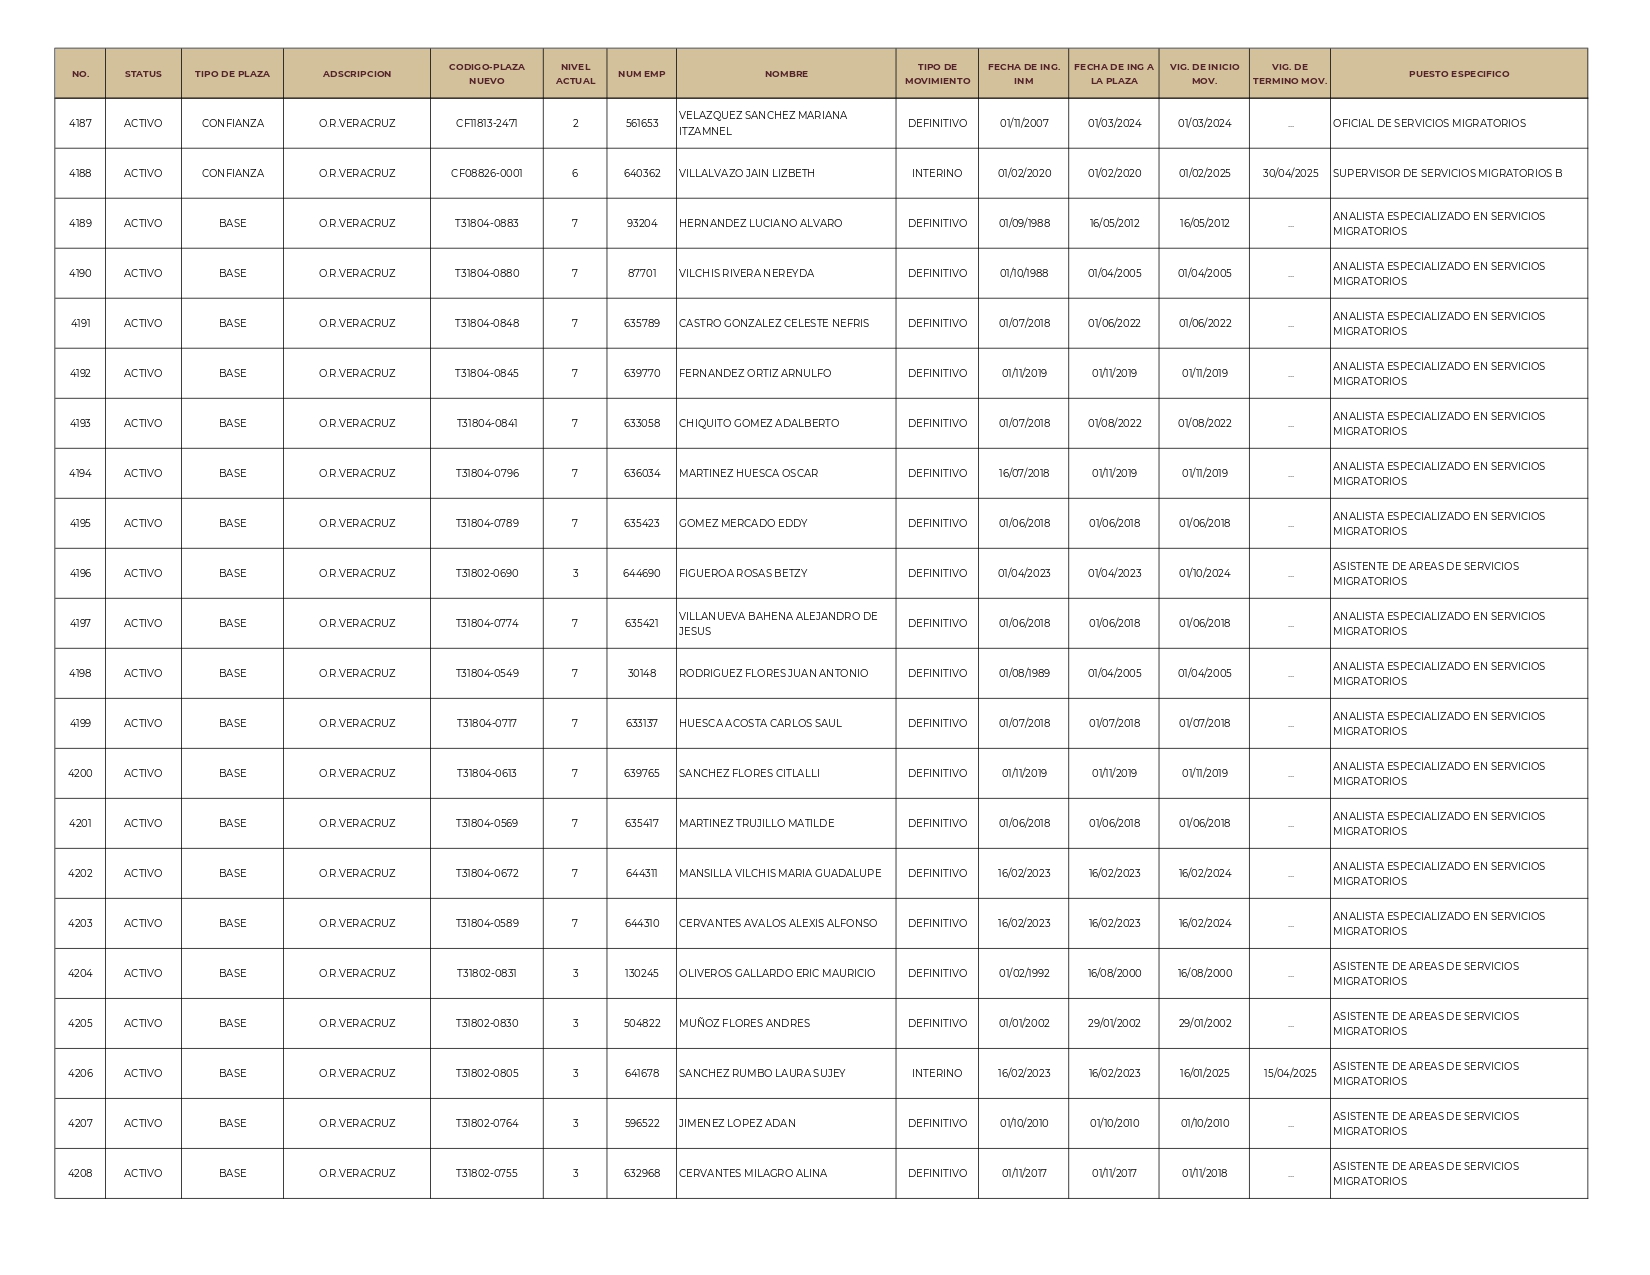 NO. STATUS TIPO DE PLAZA ADSCRIPCION CODIGO-PLAZA NUEVO NIVEL ACTUAL NUM EMP NOMBRE TIPO DE MOVIMIENTO FECHA DE ING. INM FECHA DE ING A LA PLAZA VIG. DE INICIO MOV. VIG. DE TERMINO MOV. PUESTO ESPECIFICO
4187 ACTIVO CONFIANZA O.R.VERACRUZ CF11813-2471 2 561653 VELAZQUEZ SANCHEZ MARIANA ITZAMNEL DEFINITIVO 01/11/2007 01/03/2024 01/03/2024 ... OFICIAL DE SERVICIOS MIGRATORIOS
4188 ACTIVO CONFIANZA O.R.VERACRUZ CF08826-0001 6 640362 VILLALVAZO JAIN LIZBETH INTERINO 01/02/2020 01/02/2020 01/02/2025 30/04/2025 SUPERVISOR DE SERVICIOS MIGRATORIOS B
4189 ACTIVO BASE O.R.VERACRUZ T31804-0883 7 93204 HERNANDEZ LUCIANO ALVARO DEFINITIVO 01/09/1988 16/05/2012 16/05/2012 ... ANALISTA ESPECIALIZADO EN SERVICIOS MIGRATORIOS
4190 ACTIVO BASE O.R.VERACRUZ T31804-0880 7 87701 VILCHIS RIVERA NEREYDA DEFINITIVO 01/10/1988 01/04/2005 01/04/2005 ... ANALISTA ESPECIALIZADO EN SERVICIOS MIGRATORIOS
4191 ACTIVO BASE O.R.VERACRUZ T31804-0848 7 635789 CASTRO GONZALEZ CELESTE NEFRIS DEFINITIVO 01/07/2018 01/06/2022 01/06/2022 ... ANALISTA ESPECIALIZADO EN SERVICIOS MIGRATORIOS
4192 ACTIVO BASE O.R.VERACRUZ T31804-0845 7 639770 FERNANDEZ ORTIZ ARNULFO DEFINITIVO 01/11/2019 01/11/2019 01/11/2019 ... ANALISTA ESPECIALIZADO EN SERVICIOS MIGRATORIOS
4193 ACTIVO BASE O.R.VERACRUZ T31804-0841 7 633058 CHIQUITO GOMEZ ADALBERTO DEFINITIVO 01/07/2018 01/08/2022 01/08/2022 ... ANALISTA ESPECIALIZADO EN SERVICIOS MIGRATORIOS
4194 ACTIVO BASE O.R.VERACRUZ T31804-0796 7 636034 MARTINEZ HUESCA OSCAR DEFINITIVO 16/07/2018 01/11/2019 01/11/2019 ... ANALISTA ESPECIALIZADO EN SERVICIOS MIGRATORIOS
4195 ACTIVO BASE O.R.VERACRUZ T31804-0789 7 635423 GOMEZ MERCADO EDDY DEFINITIVO 01/06/2018 01/06/2018 01/06/2018 ... ANALISTA ESPECIALIZADO EN SERVICIOS MIGRATORIOS
4196 ACTIVO BASE O.R.VERACRUZ T31802-0690 3 644690 FIGUEROA ROSAS BETZY DEFINITIVO 01/04/2023 01/04/2023 01/10/2024 ... ASISTENTE DE AREAS DE SERVICIOS MIGRATORIOS
4197 ACTIVO BASE O.R.VERACRUZ T31804-0774 7 635421 VILLANUEVA BAHENA ALEJANDRO DE JESUS DEFINITIVO 01/06/2018 01/06/2018 01/06/2018 ... ANALISTA ESPECIALIZADO EN SERVICIOS MIGRATORIOS
4198 ACTIVO BASE O.R.VERACRUZ T31804-0549 7 30148 RODRIGUEZ FLORES JUAN ANTONIO DEFINITIVO 01/08/1989 01/04/2005 01/04/2005 ... ANALISTA ESPECIALIZADO EN SERVICIOS MIGRATORIOS
4199 ACTIVO BASE O.R.VERACRUZ T31804-0717 7 633137 HUESCA ACOSTA CARLOS SAUL DEFINITIVO 01/07/2018 01/07/2018 01/07/2018 ... ANALISTA ESPECIALIZADO EN SERVICIOS MIGRATORIOS
4200 ACTIVO BASE O.R.VERACRUZ T31804-0613 7 639765 SANCHEZ FLORES CITLALLI DEFINITIVO 01/11/2019 01/11/2019 01/11/2019 ... ANALISTA ESPECIALIZADO EN SERVICIOS MIGRATORIOS
4201 ACTIVO BASE O.R.VERACRUZ T31804-0569 7 635417 MARTINEZ TRUJILLO MATILDE DEFINITIVO 01/06/2018 01/06/2018 01/06/2018 ... ANALISTA ESPECIALIZADO EN SERVICIOS MIGRATORIOS
4202 ACTIVO BASE O.R.VERACRUZ T31804-0672 7 644311 MANSILLA VILCHIS MARIA GUADALUPE DEFINITIVO 16/02/2023 16/02/2023 16/02/2024 ... ANALISTA ESPECIALIZADO EN SERVICIOS MIGRATORIOS
4203 ACTIVO BASE O.R.VERACRUZ T31804-0589 7 644310 CERVANTES AVALOS ALEXIS ALFONSO DEFINITIVO 16/02/2023 16/02/2023 16/02/2024 ... ANALISTA ESPECIALIZADO EN SERVICIOS MIGRATORIOS
4204 ACTIVO BASE O.R.VERACRUZ T31802-0831 3 130245 OLIVEROS GALLARDO ERIC MAURICIO DEFINITIVO 01/02/1992 16/08/2000 16/08/2000 ... ASISTENTE DE AREAS DE SERVICIOS MIGRATORIOS
4205 ACTIVO BASE O.R.VERACRUZ T31802-0830 3 504822 MUÑOZ FLORES ANDRES DEFINITIVO 01/01/2002 29/01/2002 29/01/2002 ... ASISTENTE DE AREAS DE SERVICIOS MIGRATORIOS
4206 ACTIVO BASE O.R.VERACRUZ T31802-0805 3 641678 SANCHEZ RUMBO LAURA SUJEY INTERINO 16/02/2023 16/02/2023 16/01/2025 15/04/2025 ASISTENTE DE AREAS DE SERVICIOS MIGRATORIOS
4207 ACTIVO BASE O.R.VERACRUZ T31802-0764 3 596522 JIMENEZ LOPEZ ADAN DEFINITIVO 01/10/2010 01/10/2010 01/10/2010 ... ASISTENTE DE AREAS DE SERVICIOS MIGRATORIOS
4208 ACTIVO BASE O.R.VERACRUZ T31802-0755 3 632968 CERVANTES MILAGRO ALINA DEFINITIVO 01/11/2017 01/11/2017 01/11/2018 ... ASISTENTE DE AREAS DE SERVICIOS MIGRATORIOS